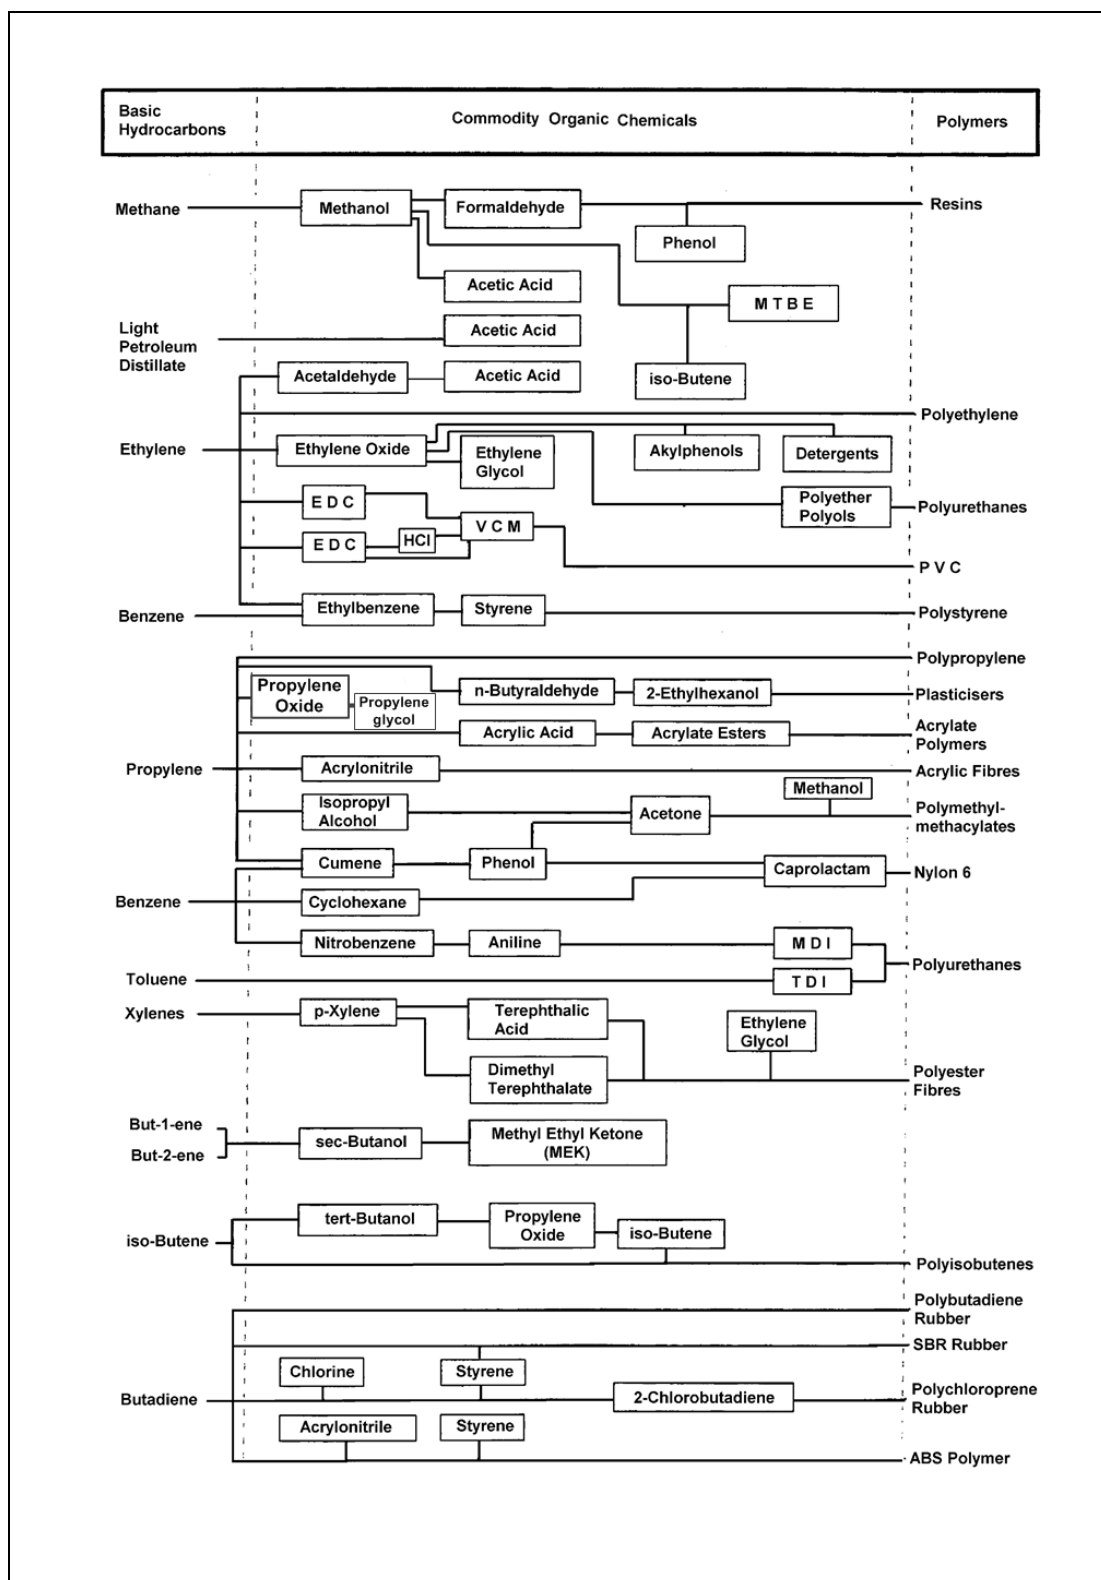 Basic
Hydrocarbons
Commodity Organic Chemicals
Polymers
Methane
Methanol
Formaldehyde
Resins
Phenol
Acetic Acid
M T B E
Light
Petroleum
Distillate
Acetic Acid
Acetaldehyde
Acetic Acid
iso-Butene
Polyethylene
Ethylene
Ethylene Oxide
Ethylene
Glycol
Akylphenols
Detergents
E D C
Polyether
Polyols
Polyurethanes
V C M
E D C
HCl
P V C
Benzene
Ethylbenzene
Styrene
Polystyrene
Polypropylene
Propylene
Oxide
Propylene
glycol
n-Butyraldehyde
2-Ethylhexanol
Plasticisers
Acrylic Acid
Acrylate Esters
Acrylate
Polymers
Propylene
Acrylonitrile
Acrylic Fibres
Isopropyl
Alcohol
Acetone
Methanol
Polymethyl-
methacylates
Cumene
Phenol
Caprolactam
Nylon 6
Benzene
Cyclohexane
Nitrobenzene
Aniline
M D I
Polyurethanes
Toluene
T D I
Xylenes
p-Xylene
Terephthalic
Acid
Ethylene
Glycol
Dimethyl
Terephthalate
Polyester
Fibres
But-1-ene
But-2-ene
sec-Butanol
Methyl Ethyl Ketone
(MEK)
iso-Butene
tert-Butanol
Propylene
Oxide
iso-Butene
Polyisobutenes
Polybutadiene
Rubber
SBR Rubber
Chlorine
Styrene
Butadiene
2-Chlorobutadiene
Polychloroprene
Rubber
Acrylonitrile
Styrene
ABS Polymer